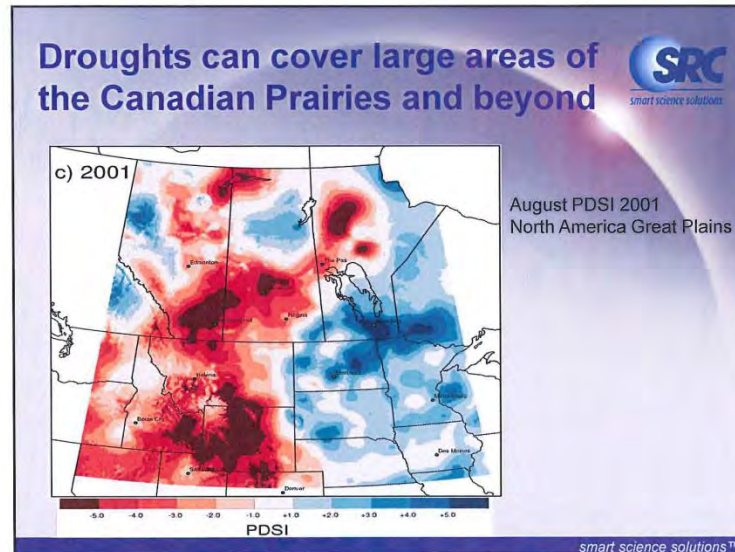 Droughts can cover large areas of
the Canadian Prairies and beyond
SRC
smart science solutions
c) 2001
August PDSI 2001
North America Great Plains
Edmonton
The Pas
Regina
Helena
Boise City
Des Moines
Denver
-5.0 -4.0 -3.0 -2.0 -1.0 +1.0 +2.0 +3.0 +4.0 +5.0
PDSI
smart science solutions™